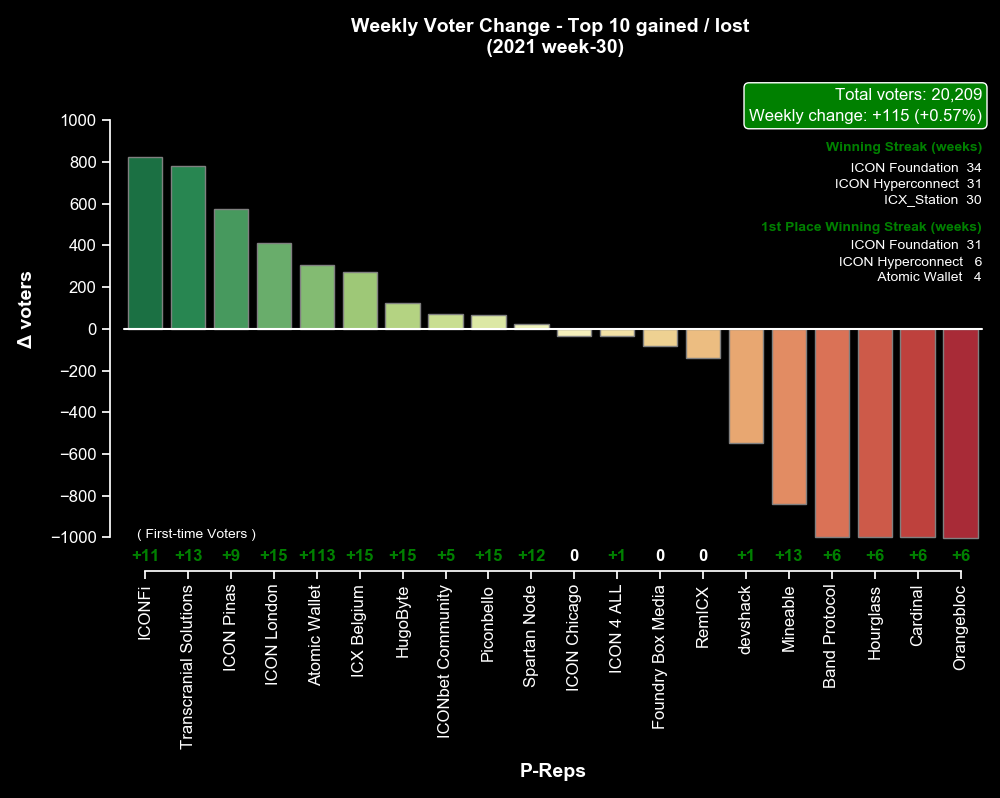 Weekly Voter Change - Top 10 gained / lost
(2021 week-30)
Total voters: 20,209
Weekly change: +115 (+0.57%)
Winning Streak (weeks)
ICON Foundation 34
ICON Hyperconnect 31
ICX_Station 30
1st Place Winning Streak (weeks)
ICON Foundation 31
ICON Hyperconnect 6
Atomic Wallet 4
Δ voters
1000
800
600
400
200
0
−200
−400
−600
−800
−1000
( First-time Voters )
+11 +13 +9 +15 +113 +15 +15 +5 +15 +12 0 +1 0 0 +1 +13 +6 +6 +6 +6
ICONFi
Transcranial Solutions
ICON Pinas
ICON London
Atomic Wallet
ICX Belgium
HugoByte
ICONbet Community
Piconbello
Spartan Node
ICON Chicago
ICON 4 ALL
Foundry Box Media
RemICX
devshack
Mineable
Band Protocol
Hourglass
Cardinal
Orangebloc
P-Reps